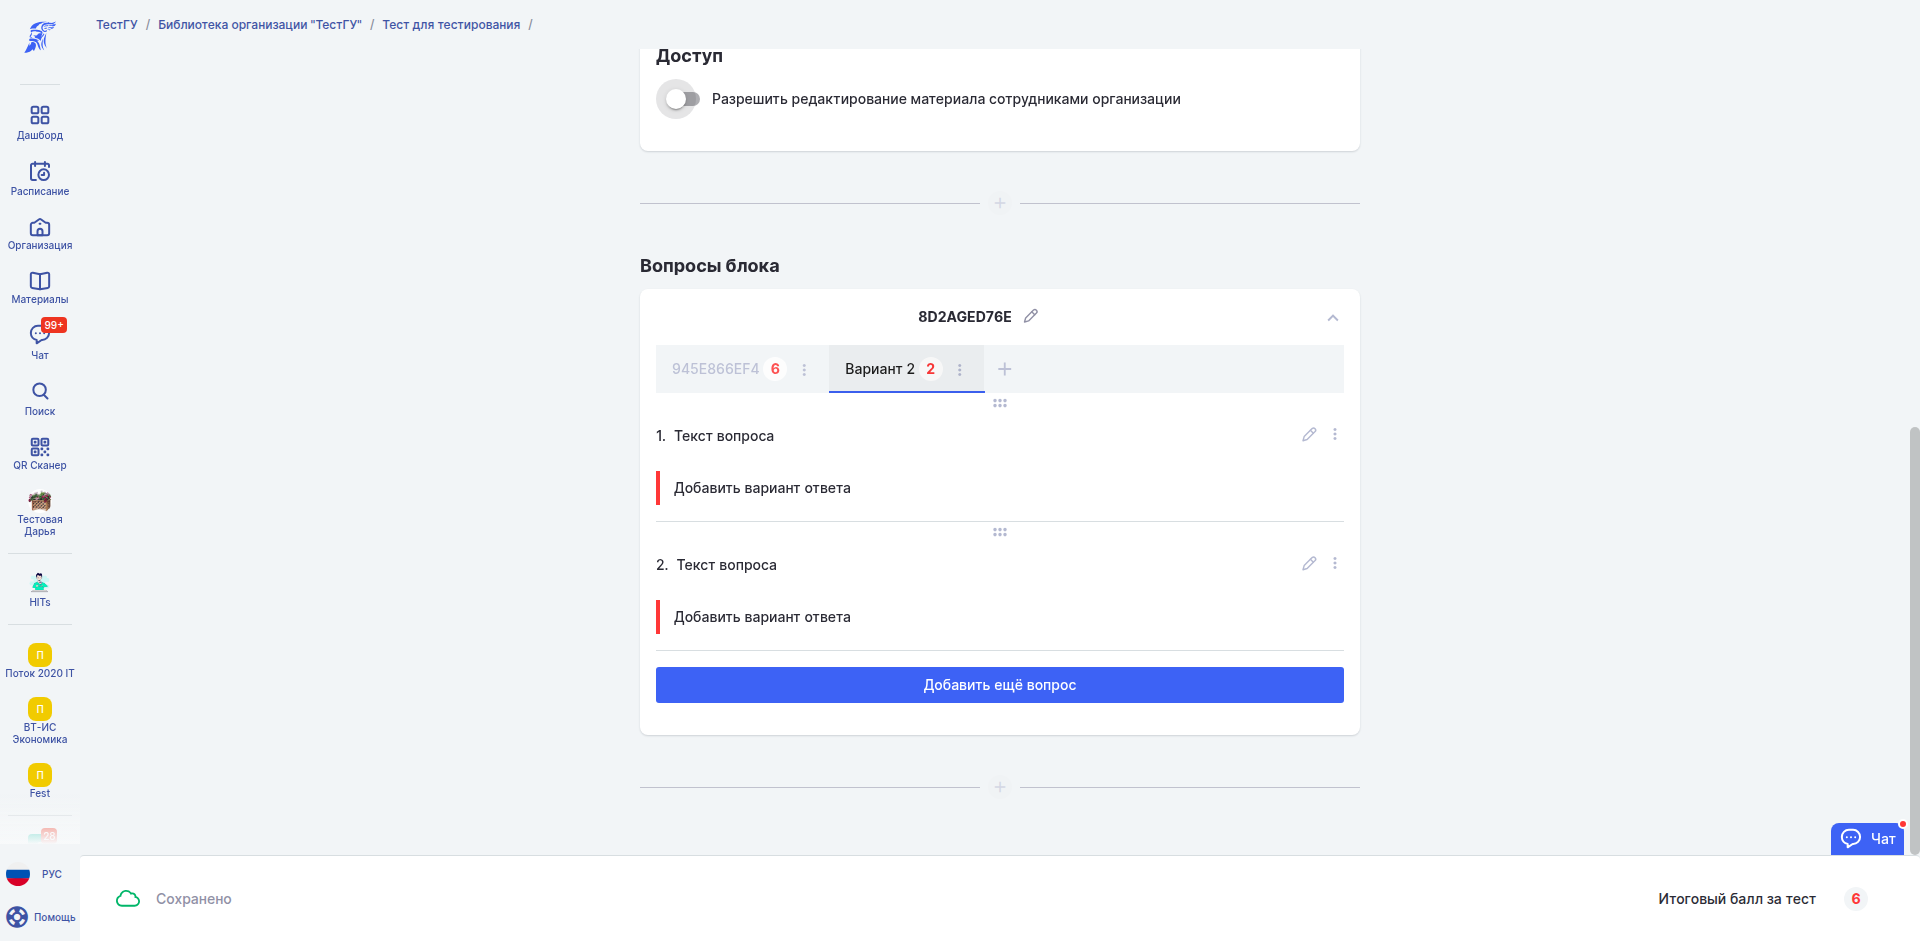 ТестГУ / Библиотека организации "ТестГУ" / Тест для тестирования /
Дашборд
Расписание
Организация
Материалы
99+
Чат
Поиск
QR Сканер
Тестовая
Дарья
HITs
П
Поток 2020 IT
П
ВТ-ИС
Экономика
П
Fest
28
РУС
Помощь
Доступ
Разрешить редактирование материала сотрудниками организации
Вопросы блока
8D2AGED76E
945E866EF4 6 Вариант 2 2
1. Текст вопроса
Добавить вариант ответа
2. Текст вопроса
Добавить вариант ответа
Добавить ещё вопрос
Чат
Сохранено
Итоговый балл за тест 6